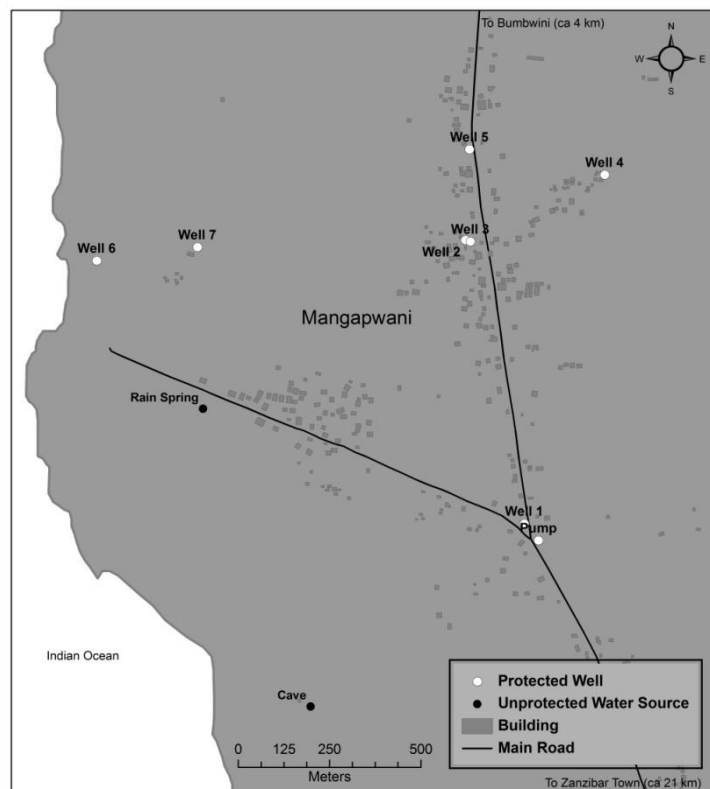 To Bumbwini (ca 4 km)
N
W E
S
Well 5
Well 4
Well 3
Well 7
Well 2
Well 6
Mangapwani
Rain Spring
Well 1
Pump
Indian Ocean
Protected Well
Cave
Unprotected Water Source
Building
0 125 250 500
Main Road
Meters
To Zanzibar Town (ca 21 km)